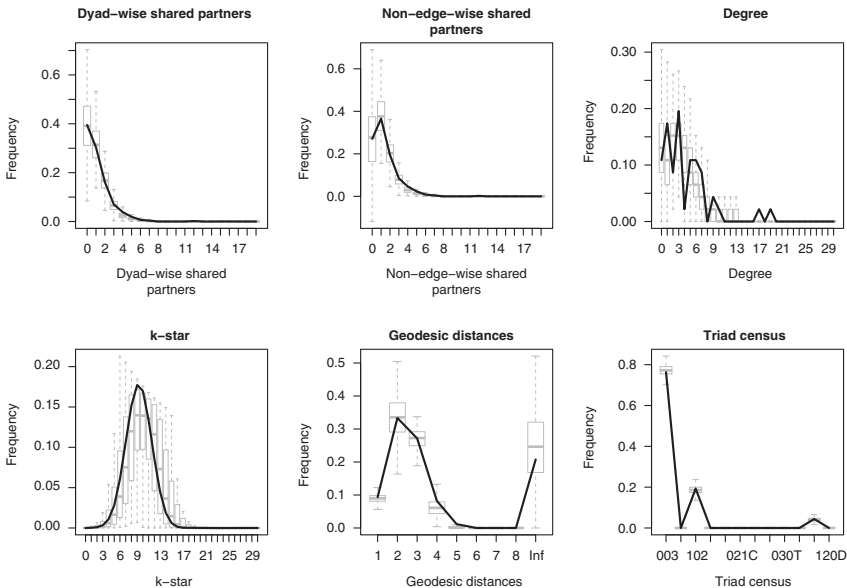 Dyad–wise shared partners
Frequency
0.6
0.4
0.2
0.0
0 2 4 6 8 11 14 17
Dyad–wise shared
partners
Non–edge–wise shared
partners
Frequency
0.6
0.4
0.2
0.0
0 2 4 6 8 11 14 17
Non–edge–wise shared
partners
Degree
Frequency
0.30
0.20
0.10
0.00
0 3 6 9 13 17 21 25 29
Degree
k–star
Frequency
0.20
0.15
0.10
0.05
0.00
0 3 6 9 13 17 21 25 29
k–star
Geodesic distances
Frequency
0.5
0.4
0.3
0.2
0.1
0.0
1 2 3 4 5 6 7 8 Inf
Geodesic distances
Triad census
Frequency
0.8
0.6
0.4
0.2
0.0
003 102 021C 030T 120D
Triad census